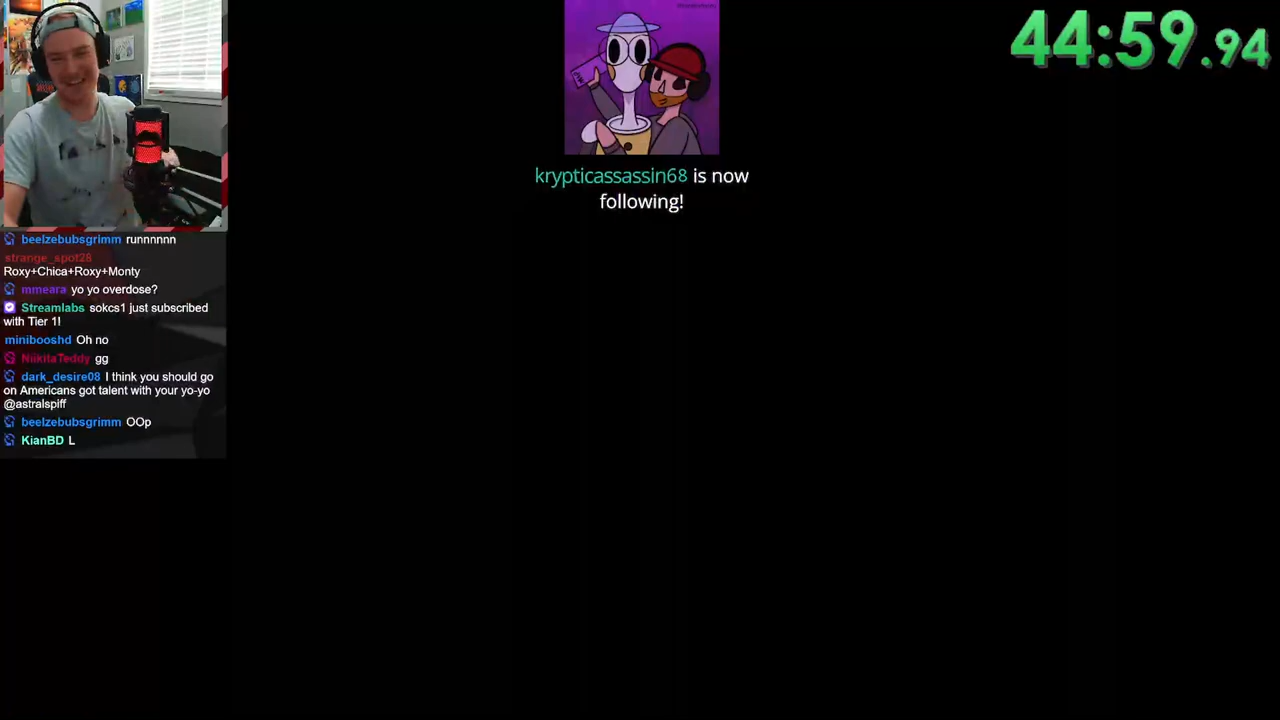 44:59.94
krypticassassin68 is now
following!
beelzebubsgrimm runnnnnn
strange_spot28
Roxy+Chica+Roxy+Monty
mmeara yo yo overdose?
Streamlabs sokcs1 just subscribed
with Tier 1!
minibooshd Oh no
NiikitaTeddy gg
dark_desire08 I think you should go
on Americans got talent with your yo-yo
@astralspiff
beelzebubsgrimm OOp
KianBD L